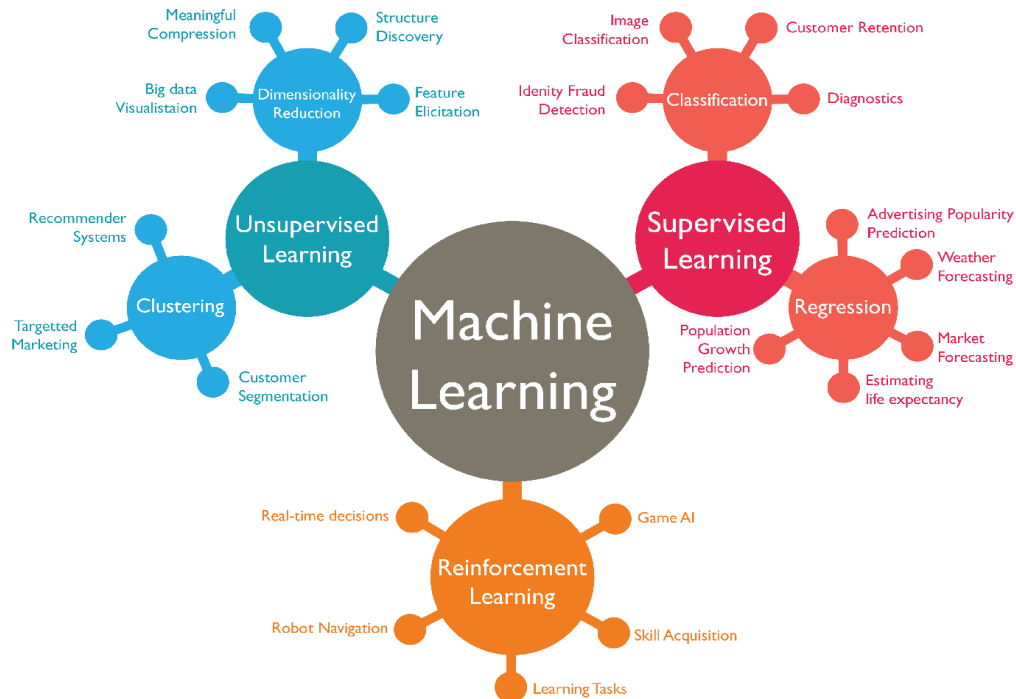 Meaningful
Compression
Structure
Discovery
Big data
Visualistaion
Dimensionality
Reduction
Feature
Elicitation
Image
Classification
Customer Retention
Idenity Fraud
Detection
Classification
Diagnostics
Recommender
Systems
Unsupervised
Learning
Clustering
Targetted
Marketing
Customer
Segmentation
Supervised
Learning
Advertising Popularity
Prediction
Weather
Forecasting
Regression
Population
Growth
Prediction
Market
Forecasting
Estimating
life expectancy
Machine
Learning
Real-time decisions
Game AI
Reinforcement
Learning
Robot Navigation
Skill Acquisition
Learning Tasks